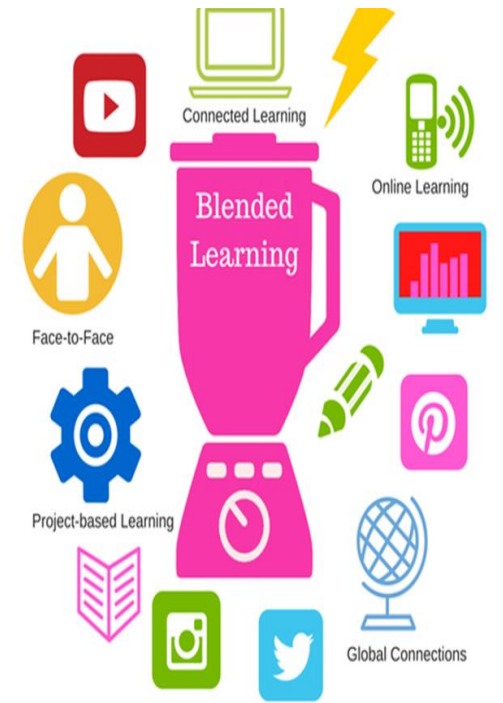 Connected Learning
Online Learning
Blended
Learning
Face-to-Face
Project-based Learning
Global Connections